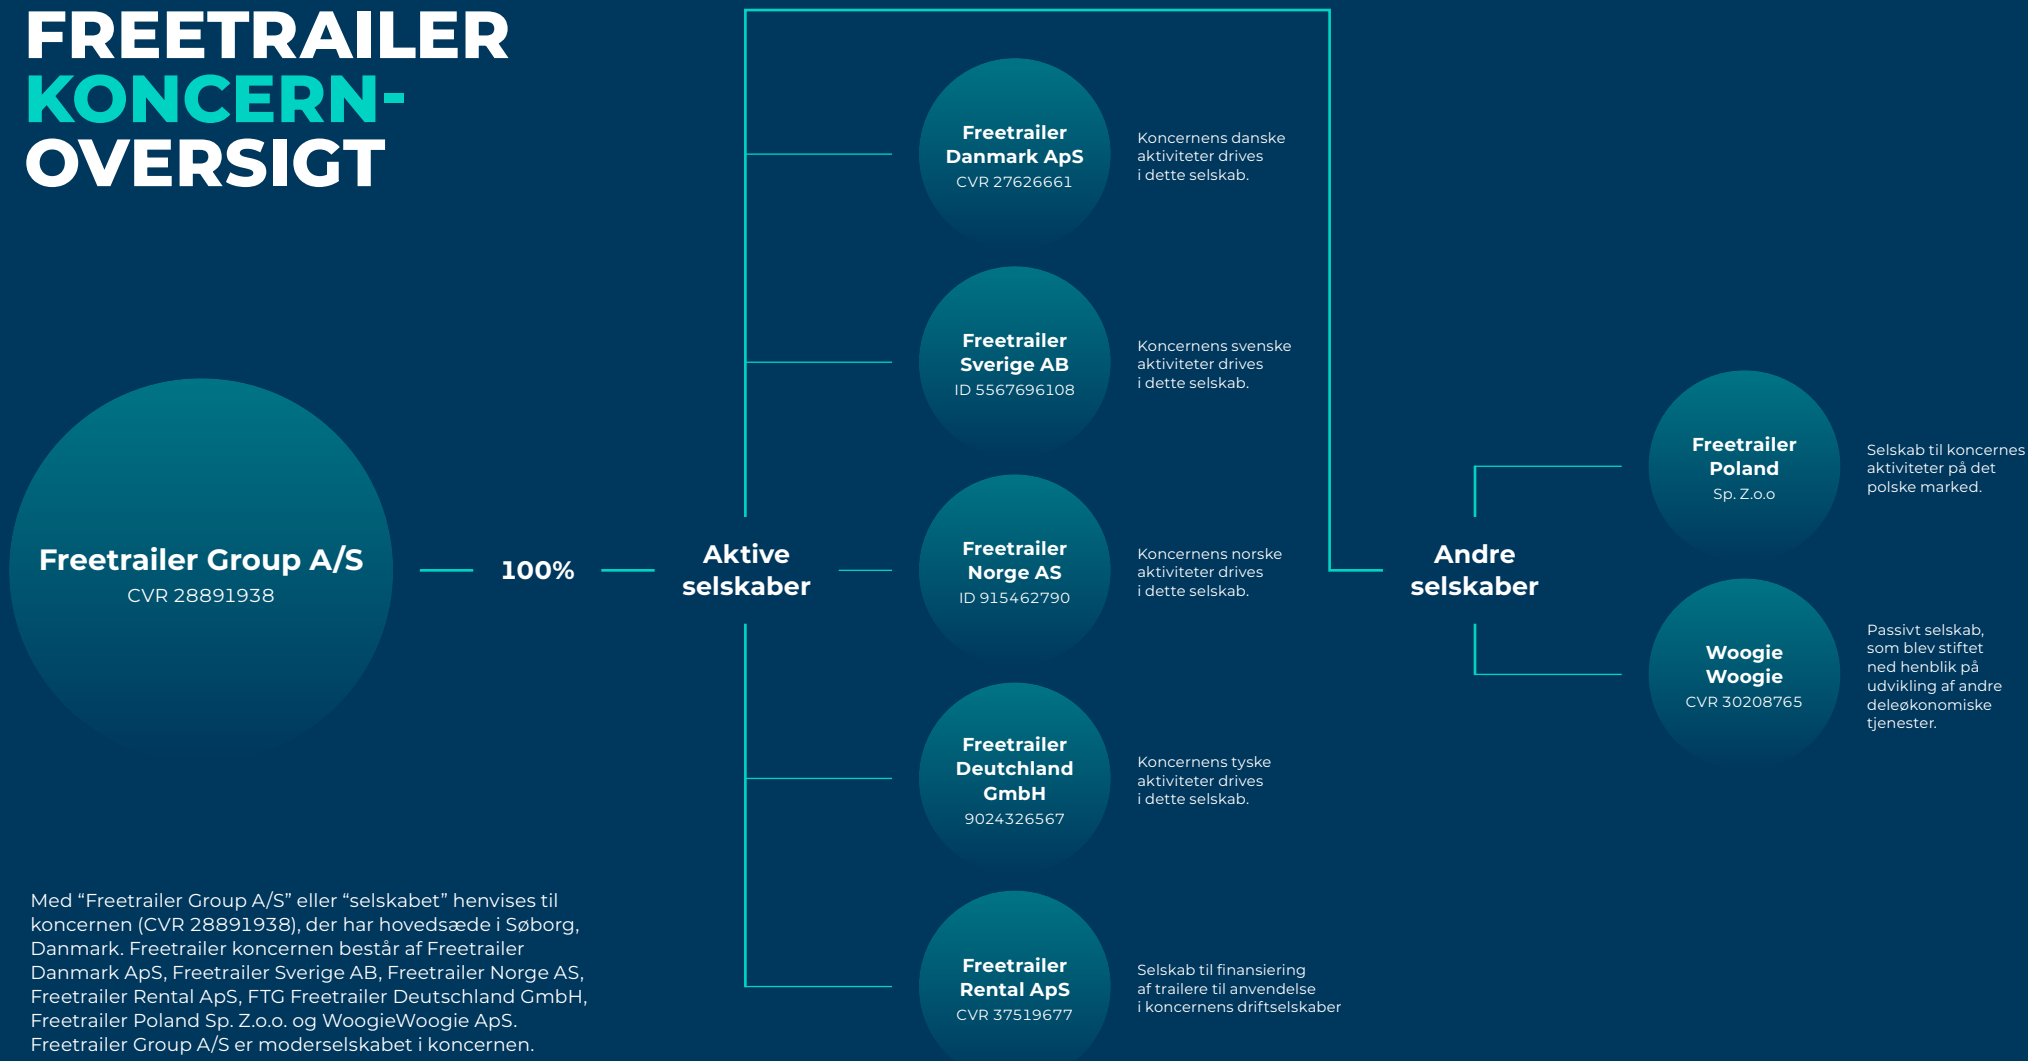 FREETRAILER
KONCERN-
OVERSIGT
Freetrailer Group A/S
CVR 28891938
100%
Aktive
selskaber
Freetrailer
Danmark ApS
CVR 27626661
Koncernens danske
aktiviteter drives
i dette selskab.
Freetrailer
Sverige AB
ID 5567696108
Koncernens svenske
aktiviteter drives
i dette selskab.
Freetrailer
Norge AS
ID 915462790
Koncernens norske
aktiviteter drives
i dette selskab.
Freetrailer
Deutchland
GmbH
9024326567
Koncernens tyske
aktiviteter drives
i dette selskab.
Freetrailer
Rental ApS
CVR 37519677
Selskab til finansiering
af trailere til anvendelse
i koncernens driftselskaber
Andre
selskaber
Freetrailer
Poland
Sp. Z.o.o
Selskab til koncernes
aktiviteter på det
polske marked.
Woogie
Woogie
CVR 30208765
Passivt selskab,
som blev stiftet
ned henblik på
udvikling af andre
deleøkonomiske
tjenester.
Med “Freetrailer Group A/S” eller “selskabet” henvises til
koncernen (CVR 28891938), der har hovedsæde i Søborg,
Danmark. Freetrailer koncernen består af Freetrailer
Danmark ApS, Freetrailer Sverige AB, Freetrailer Norge AS,
Freetrailer Rental ApS, FTG Freetrailer Deutschland GmbH,
Freetrailer Poland Sp. Z.o.o. og WoogieWoogie ApS.
Freetrailer Group A/S er moderselskabet i koncernen.